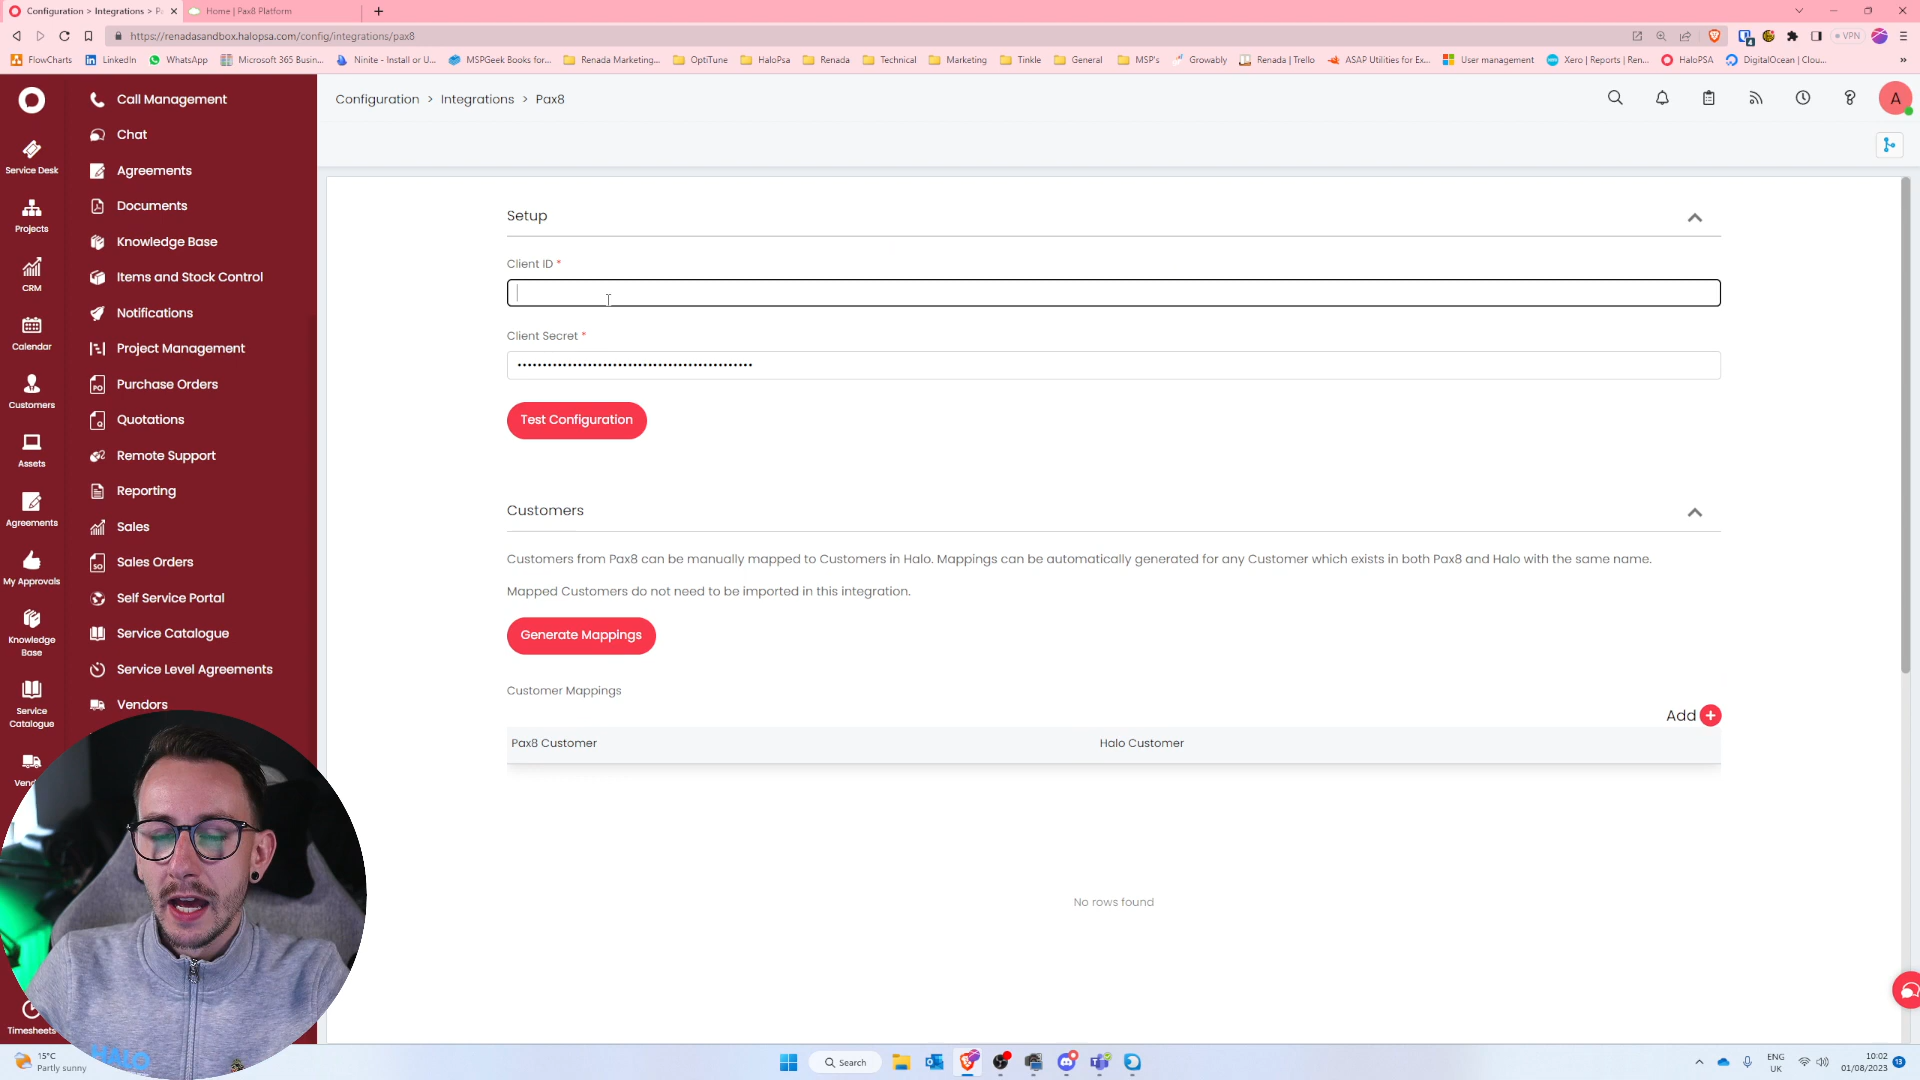 Configuration > Integrations > P
Home | Pax8 Platform
https://renadasandbox.halopsa.com/config/integrations/pax8
VPN
FlowCharts
LinkedIn
WhatsApp
Microsoft 365 Busin...
Ninite - Install or U...
MSPGeek Books for...
Renada Marketing...
OptiTune
HaloPsa
Renada
Technical
Marketing
Tinkle
General
MSP's
Growably
Renada | Trello
ASAP Utilities for Ex...
User management
Xero | Reports | Ren...
HaloPSA
DigitalOcean | Clou...
Service Desk
Projects
CRM
Calendar
Customers
Assets
Agreements
My Approvals
Knowledge
Base
Service
Catalogue
Timesheets
Call Management
Chat
Agreements
Documents
Knowledge Base
Items and Stock Control
Notifications
Project Management
Purchase Orders
Quotations
Remote Support
Reporting
Sales
Sales Orders
Self Service Portal
Service Catalogue
Service Level Agreements
Vendors
Configuration > Integrations > Pax8
A
Setup
Client ID *
Client Secret *
Test Configuration
Customers
Customers from Pax8 can be manually mapped to Customers in Halo. Mappings can be automatically generated for any Customer which exists in both Pax8 and Halo with the same name.
Mapped Customers do not need to be imported in this integration.
Generate Mappings
Customer Mappings
Add
Pax8 Customer Halo Customer
No rows found
HALO
15°C
Partly sunny
Search
ENG
UK
10:02
01/08/2023
13